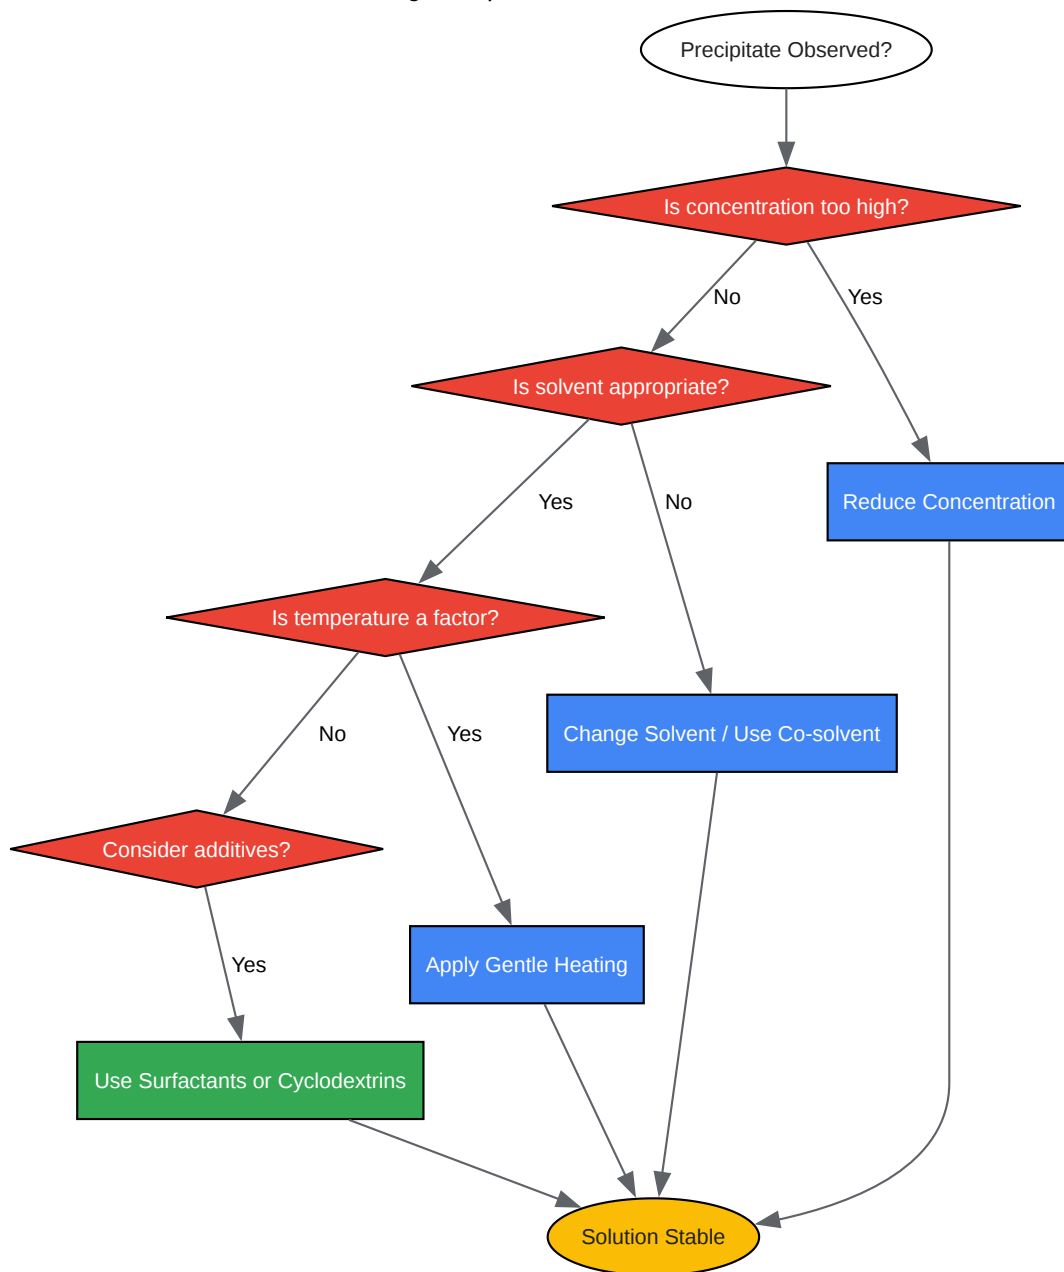 Precipitate Observed?
Is concentration too high?
No
Yes
Is solvent appropriate?
Yes
No
Reduce Concentration
Is temperature a factor?
No
Yes
Change Solvent / Use Co-solvent
Consider additives?
Yes
Apply Gentle Heating
Use Surfactants or Cyclodextrins
Solution Stable